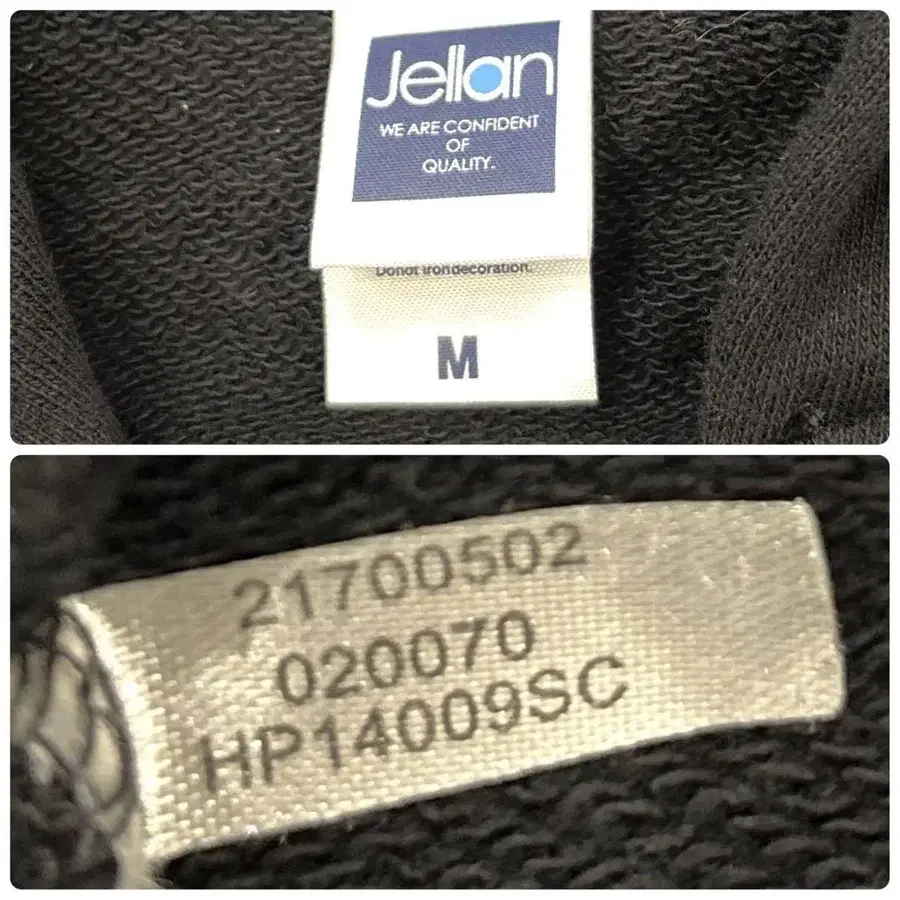 Jellan
WE ARE CONFIDENT
OF
QUALITY.
Donot irondecoration.
M
21700502
020070
HP14009SC